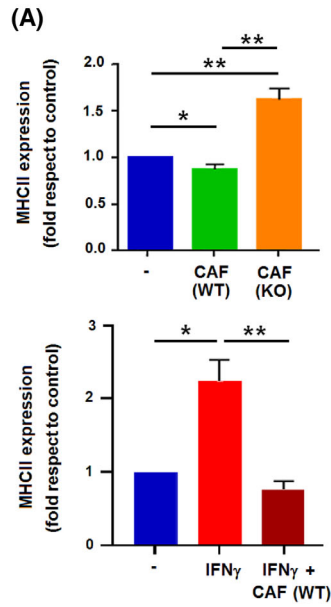 (A)
**
**
*
MHCII expression
(fold respect to control)
2.0
1.5
1.0
0.5
0.0
-
CAF
(WT)
CAF
(KO)
*
**
MHCII expression
(fold respect to control)
3
2
1
0
-
IFNγ
IFNγ +
CAF (WT)